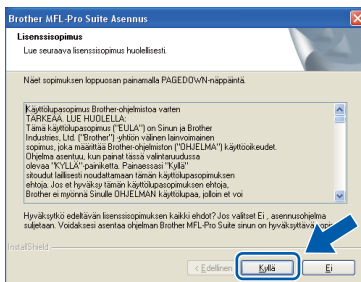 Brother MFL-Pro Suite Asennus
Lisenssisopimus
Lue seuraava lisenssisopimus huolellisesti.
Näet sopimuksen loppuosan painamalla PAGEDOWN-näppäintä.
Käyttölupasopimus Brother-ohjelmistoa varten
TÄRKEÄÄ. LUE HUOLELLA:
Tämä käyttölupasopimus ("EULA") on Sinun ja Brother
Industries, Ltd. ("Brother") -yhtiön välinen lainvoimainen
sopimus, joka määrittää Brother-ohjelmiston ("OHJELMA") käyttöoikeudet.
Ohjelma asentuu, kun painat tässä valintaruudussa
olevaa "KYLLÄ"-painiketta. Painaessasi "Kyllä"
sitoudut laillisesti noudattamaan tämän käyttölupasopimuksen
ehtoja. Jos et hyväksy tämän käyttölupasopimuksen ehtoja,
Brother ei myönnä Sinulle OHJELMAN käyttölupaa, jolloin et voi
Hyväksytkö edeltävän lisenssisopimuksen kaikki ehdot? Jos valitset Ei , asennusohjelma
suljetaan. Voidaksesi asentaa ohjelman Brother MFL-Pro Suite sinun on hyväksyttävä
InstallShield
< Edellinen
Kyllä
Ei